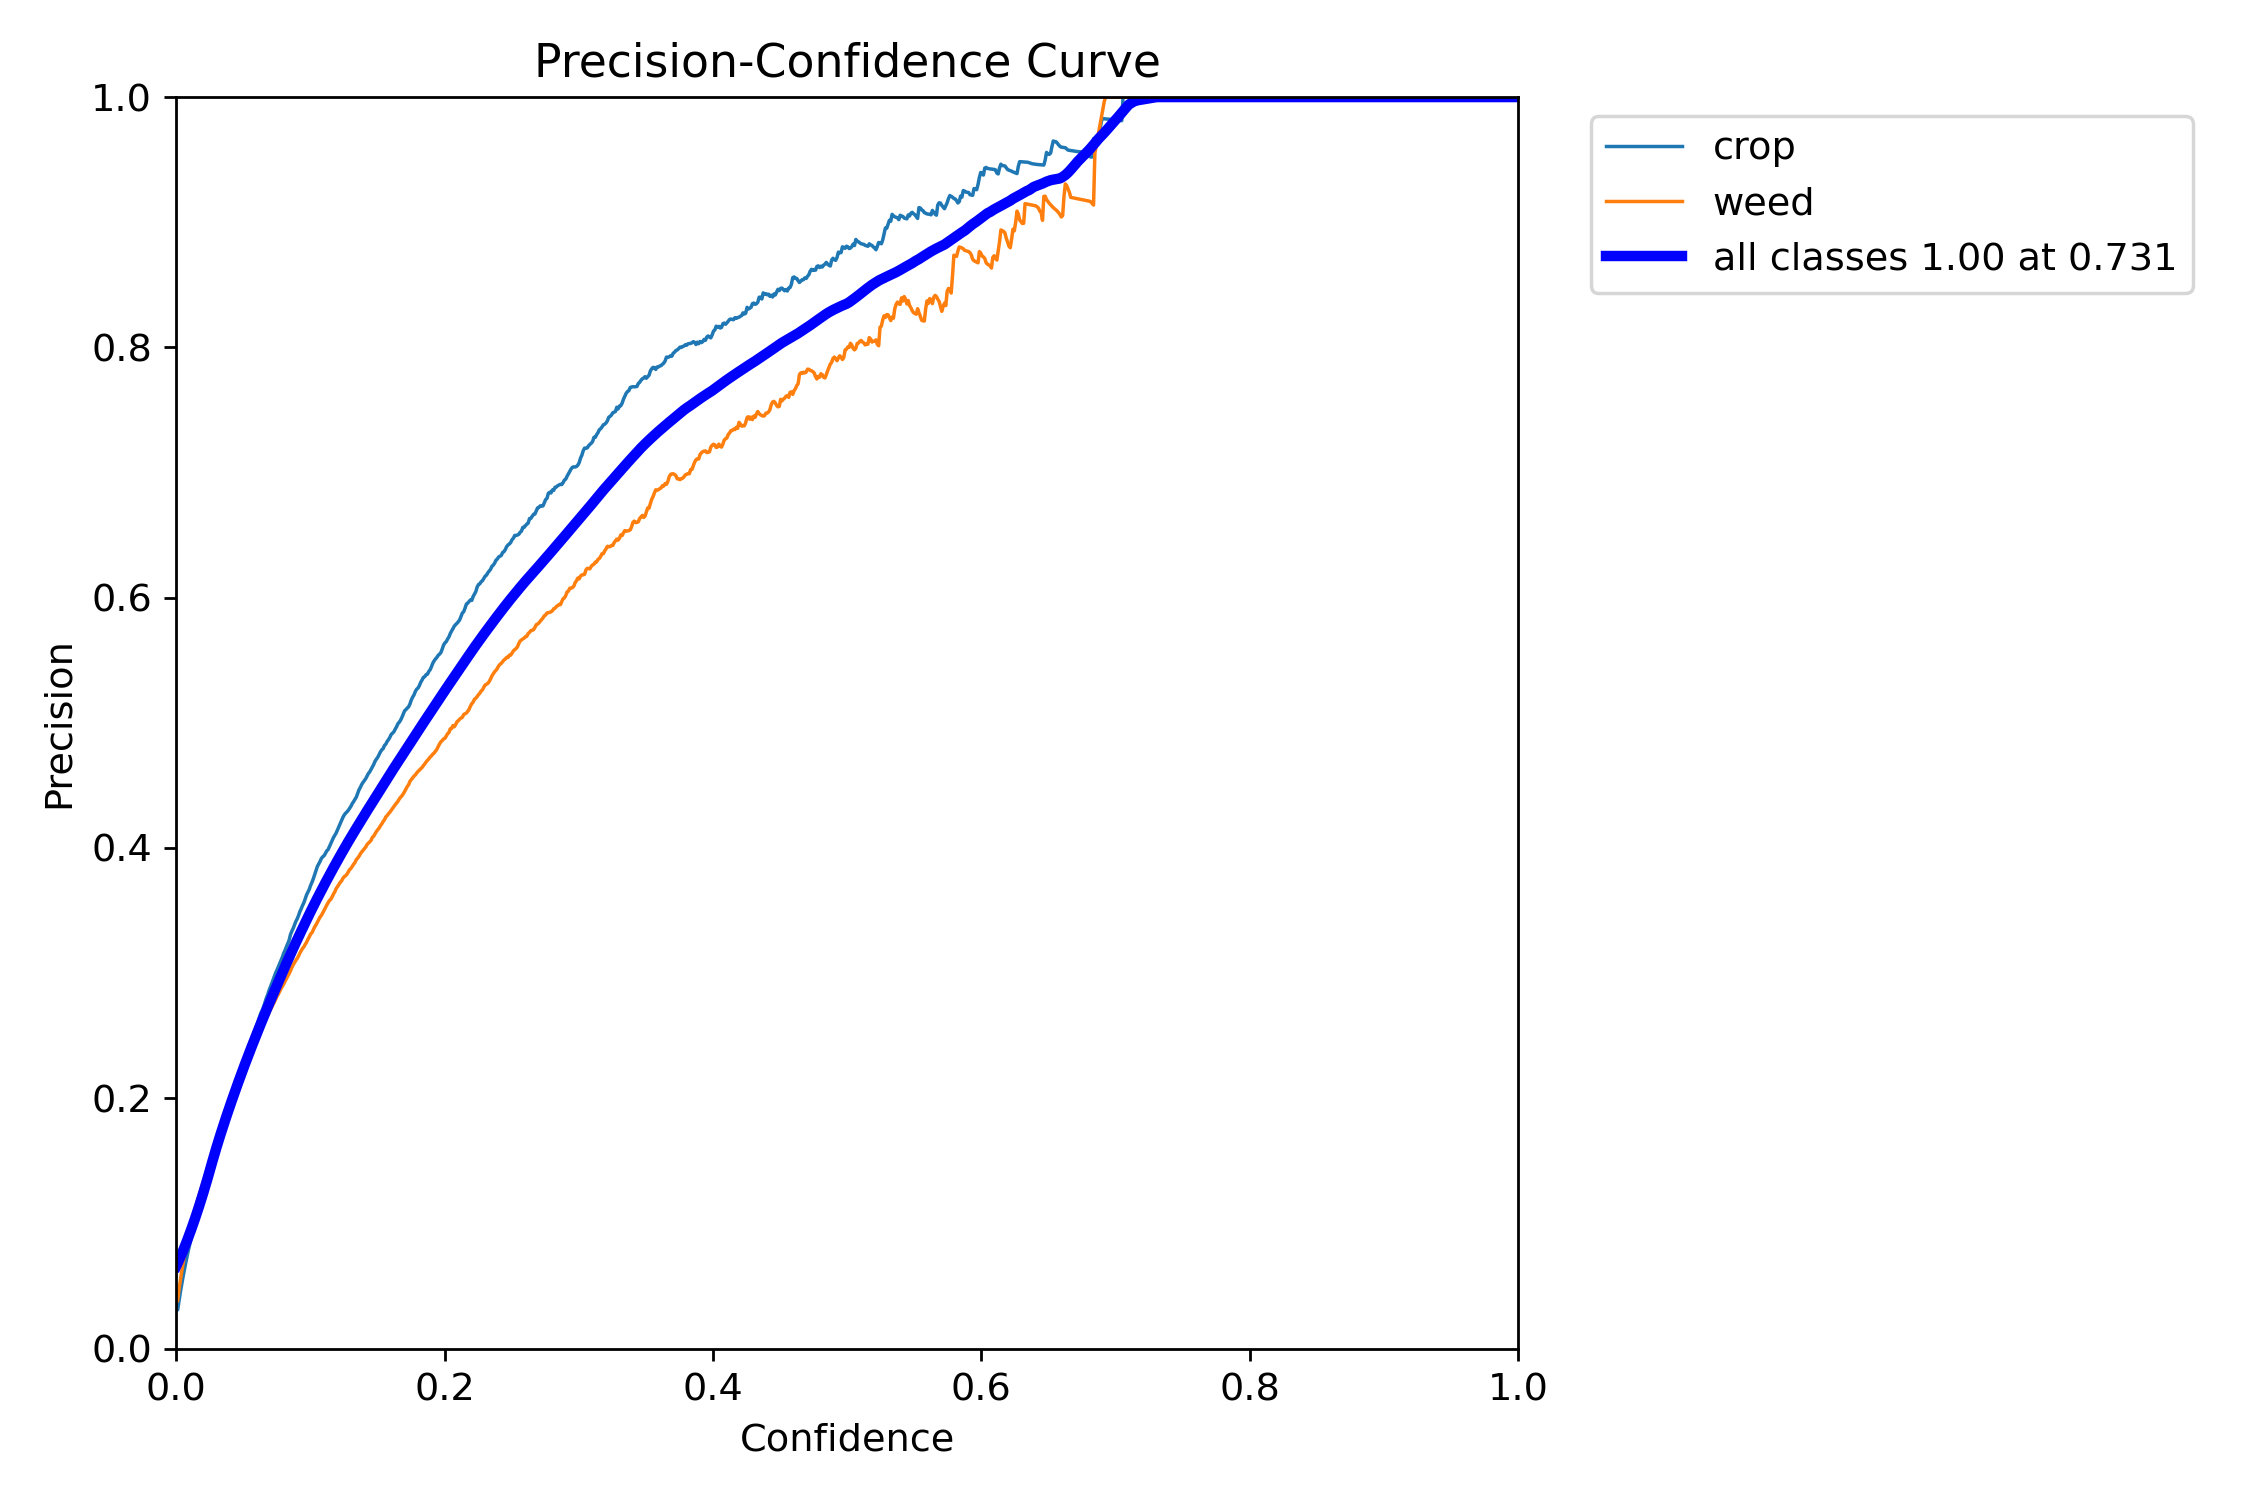 Precision-Confidence Curve
1.0
0.8
0.6
0.4
0.2
0.0
Precision
0.0 0.2 0.4 0.6 0.8 1.0
Confidence
crop
weed
all classes 1.00 at 0.731